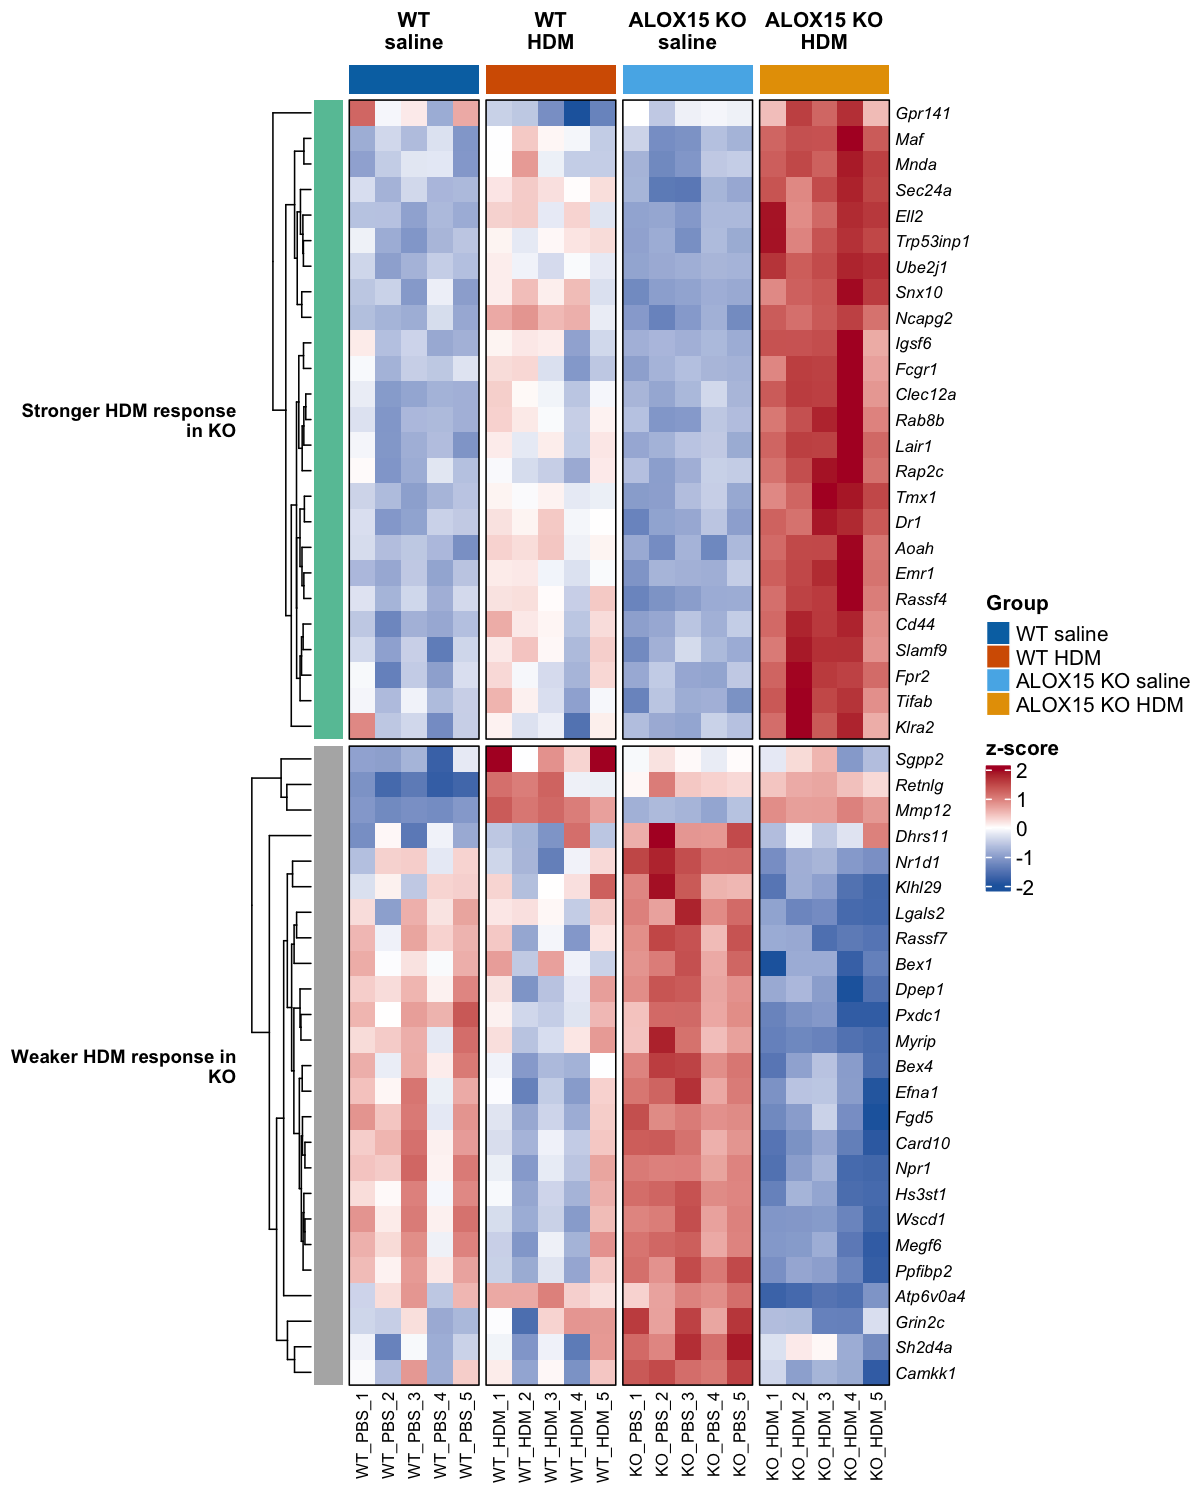 WT
saline
WT
HDM
ALOX15 KO
saline
ALOX15 KO
HDM
Stronger HDM response
in KO
Gpr141
Maf
Mnda
Sec24a
Ell2
Trp53inp1
Ube2j1
Snx10
Ncapg2
Igsf6
Fcgr1
Clec12a
Rab8b
Lair1
Rap2c
Tmx1
Dr1
Aoah
Emr1
Rassf4
Cd44
Slamf9
Fpr2
Tifab
Klra2
Weaker HDM response in
KO
Sgpp2
Retnlg
Mmp12
Dhrs11
Nr1d1
Klhl29
Lgals2
Rassf7
Bex1
Dpep1
Pxdc1
Myrip
Bex4
Efna1
Fgd5
Card10
Npr1
Hs3st1
Wscd1
Megf6
Ppfibp2
Atp6v0a4
Grin2c
Sh2d4a
Camkk1
WT_PBS_1
WT_PBS_2
WT_PBS_3
WT_PBS_4
WT_PBS_5
WT_HDM_1
WT_HDM_2
WT_HDM_3
WT_HDM_4
WT_HDM_5
KO_PBS_1
KO_PBS_2
KO_PBS_3
KO_PBS_4
KO_PBS_5
KO_HDM_1
KO_HDM_2
KO_HDM_3
KO_HDM_4
KO_HDM_5
Group
WT saline
WT HDM
ALOX15 KO saline
ALOX15 KO HDM
z-score
2
1
0
-1
-2